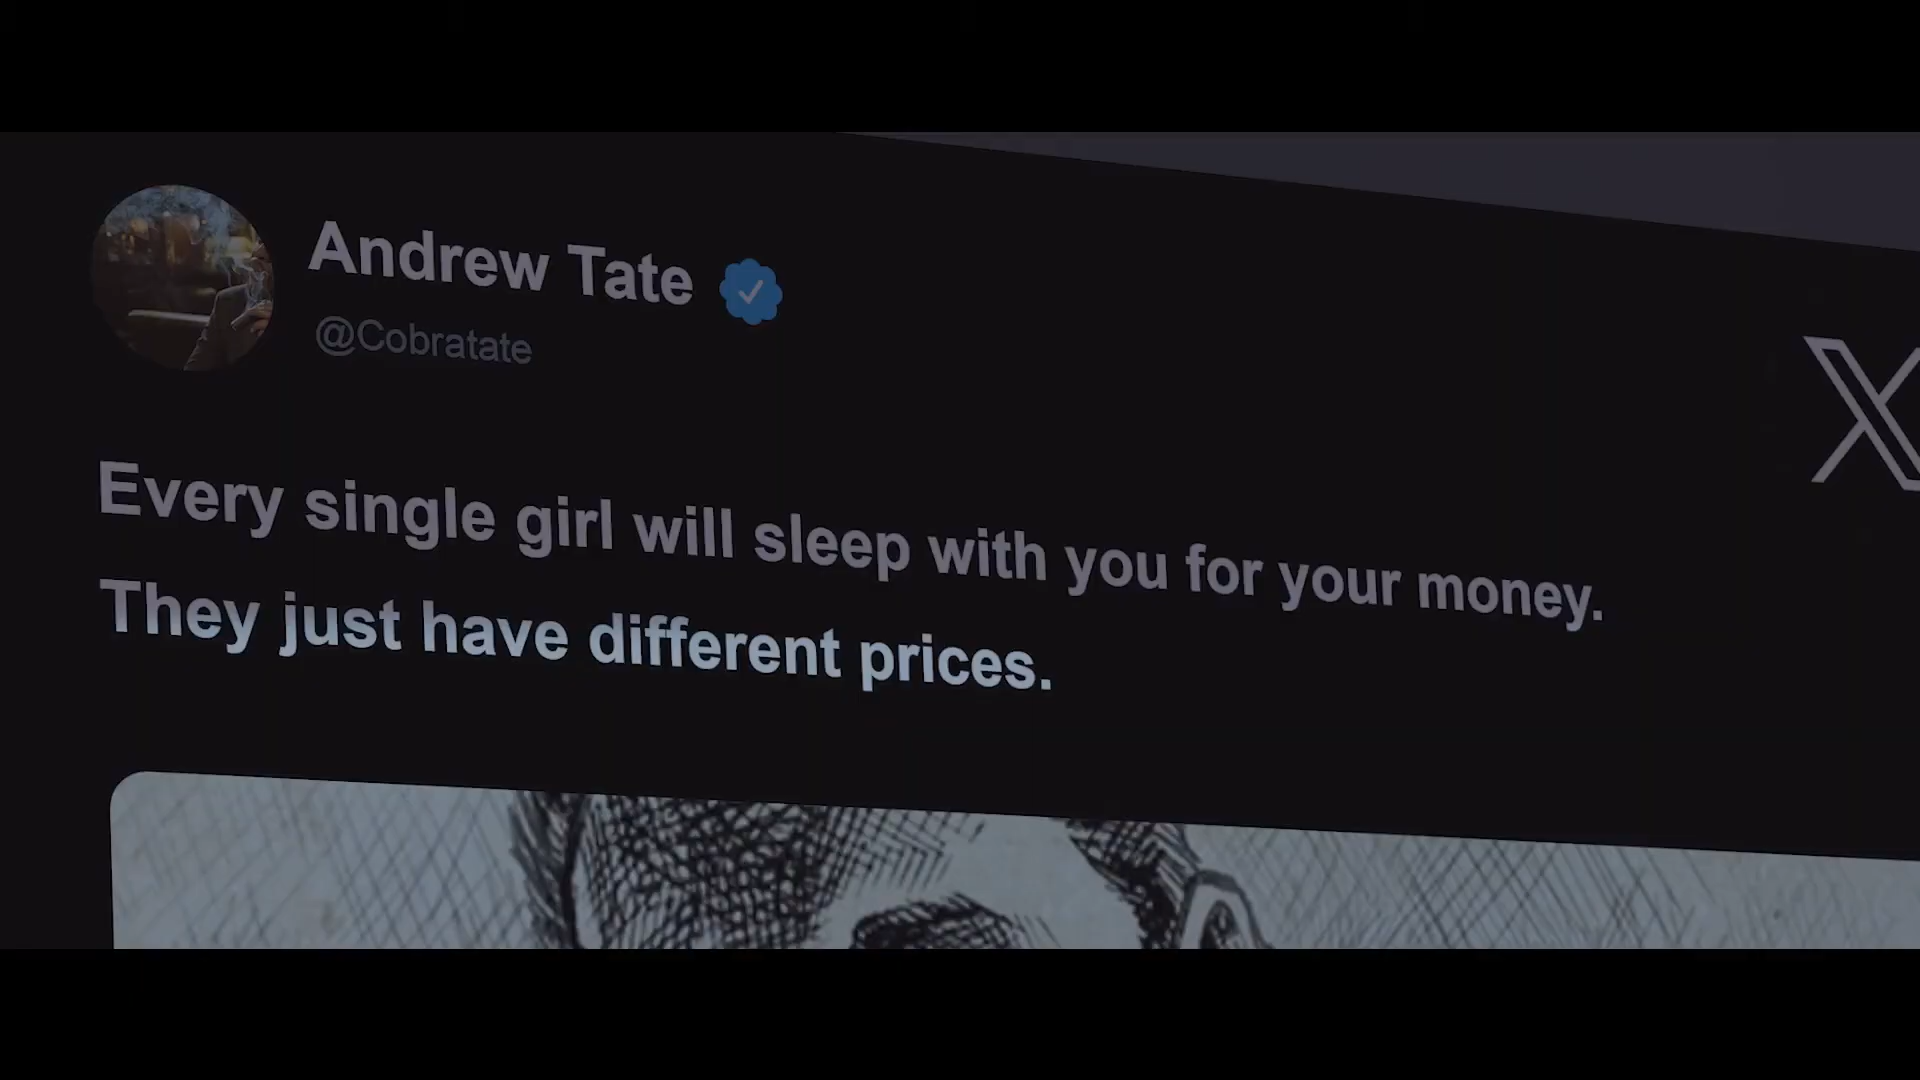 Andrew Tate
@Cobratate
Every single girl will sleep with you for your money.
They just have different prices.